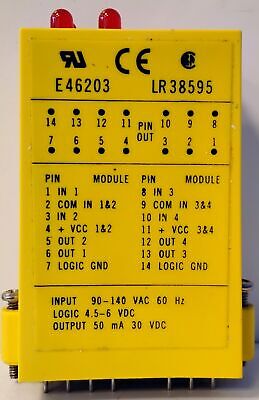 CE
E46203 LR38595
14 13 12 11 PIN OUT 10 9 8
7 6 5 4 3 2 1
PIN MODULE PIN MODULE
1 IN 1 8 IN 3
2 COM IN 1&2 9 COM IN 3&4
3 IN 2 10 IN 4
4 + VCC 1&2 11 + VCC 3&4
5 OUT 2 12 OUT 4
6 OUT 1 13 OUT 3
7 LOGIC GND 14 LOGIC GND
INPUT 90-140 VAC 60 Hz
LOGIC 4.5-6 VDC
OUTPUT 50 mA 30 VDC